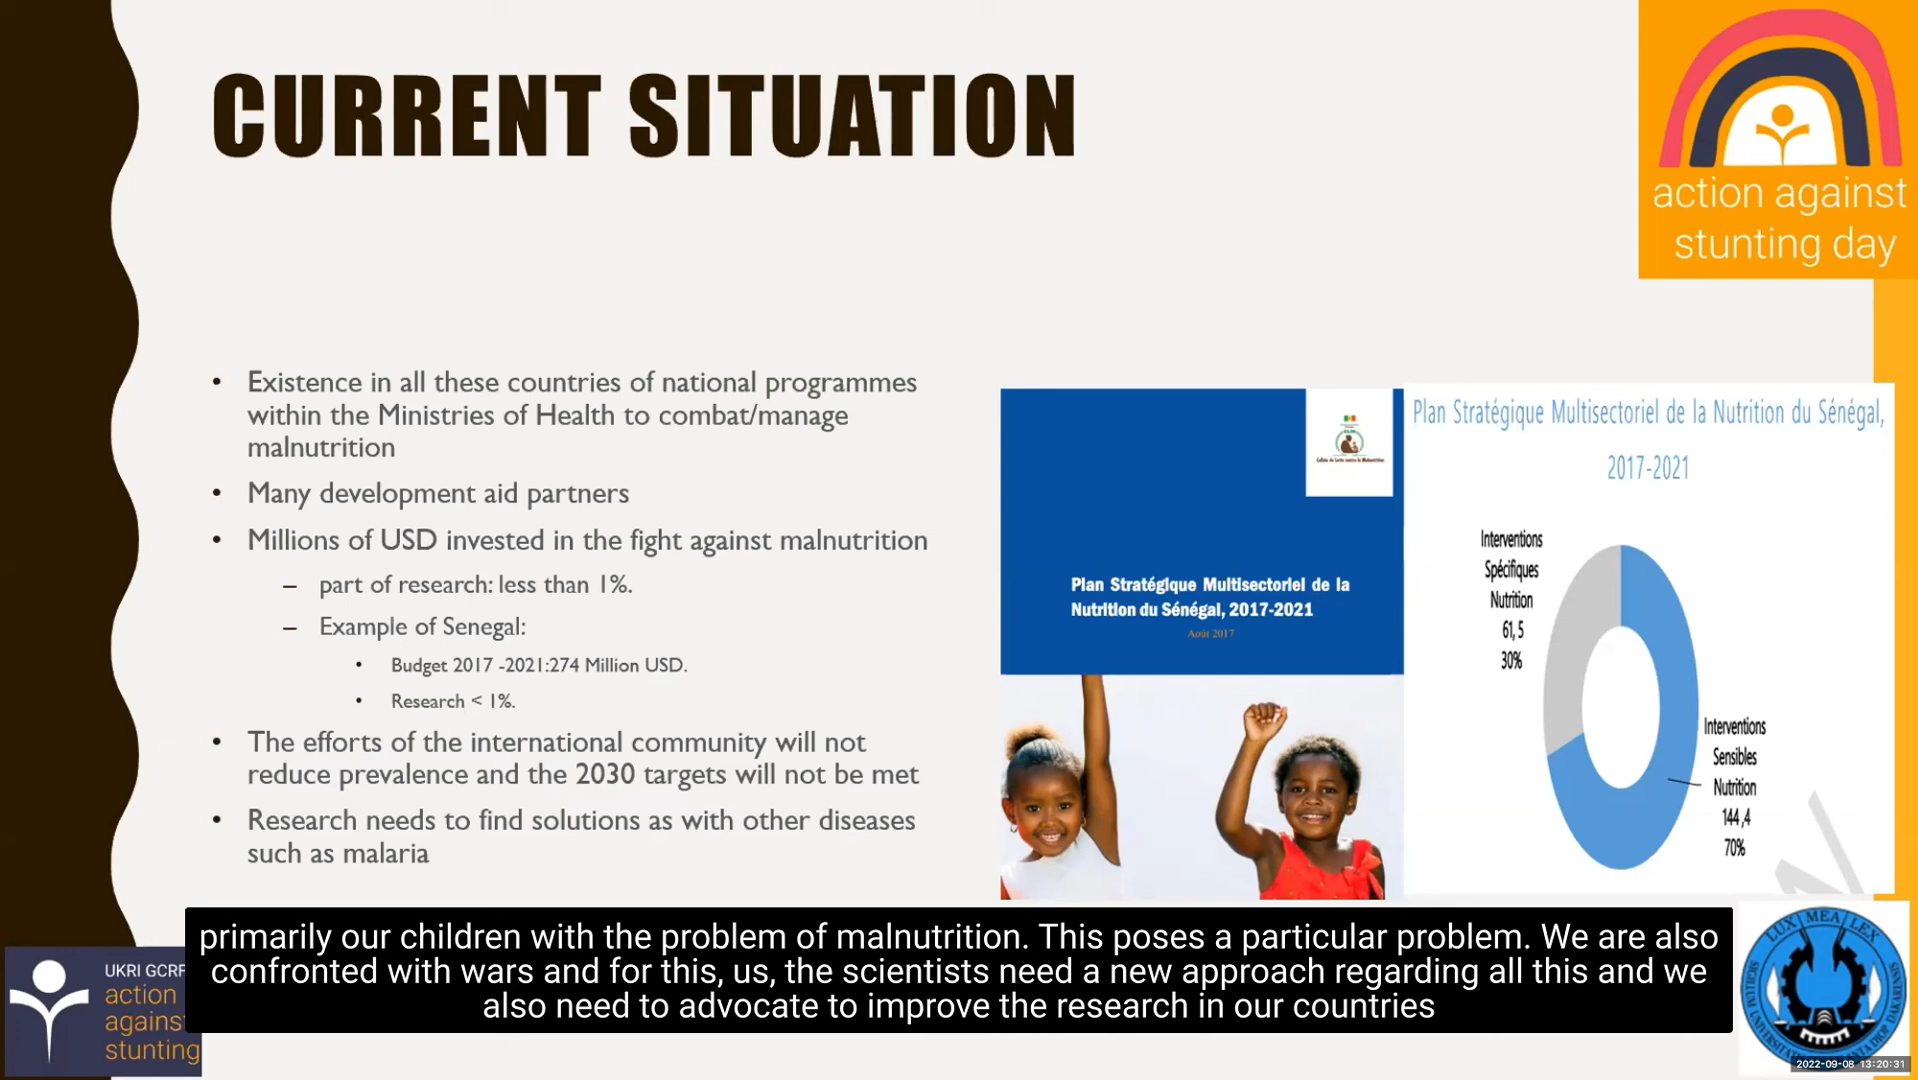 CURRENT SITUATION
action against
stunting day
• Existence in all these countries of national programmes
within the Ministries of Health to combat/manage
malnutrition
• Many development aid partners
• Millions of USD invested in the fight against malnutrition
– part of research: less than 1%.
– Example of Senegal:
• Budget 2017 -2021:274 Million USD.
• Research < 1%.
• The efforts of the international community will not
reduce prevalence and the 2030 targets will not be met
• Research needs to find solutions as with other diseases
such as malaria
Plan Stratégique Multisectoriel de la
Nutrition du Sénégal, 2017-2021
Août 2017
Plan Stratégique Multisectoriel de la Nutrition du Sénégal,
2017-2021
Interventions
Spécifiques
Nutrition
61,5
30%
Interventions
Sensibles
Nutrition
144,4
70%
primarily our children with the problem of malnutrition. This poses a particular problem. We are also
confronted with wars and for this, us, the scientists need a new approach regarding all this and we
also need to advocate to improve the research in our countries
UKRI GCRF
action
agains
stunting
LUX MEA LEX
2022-09-08 13:20:31